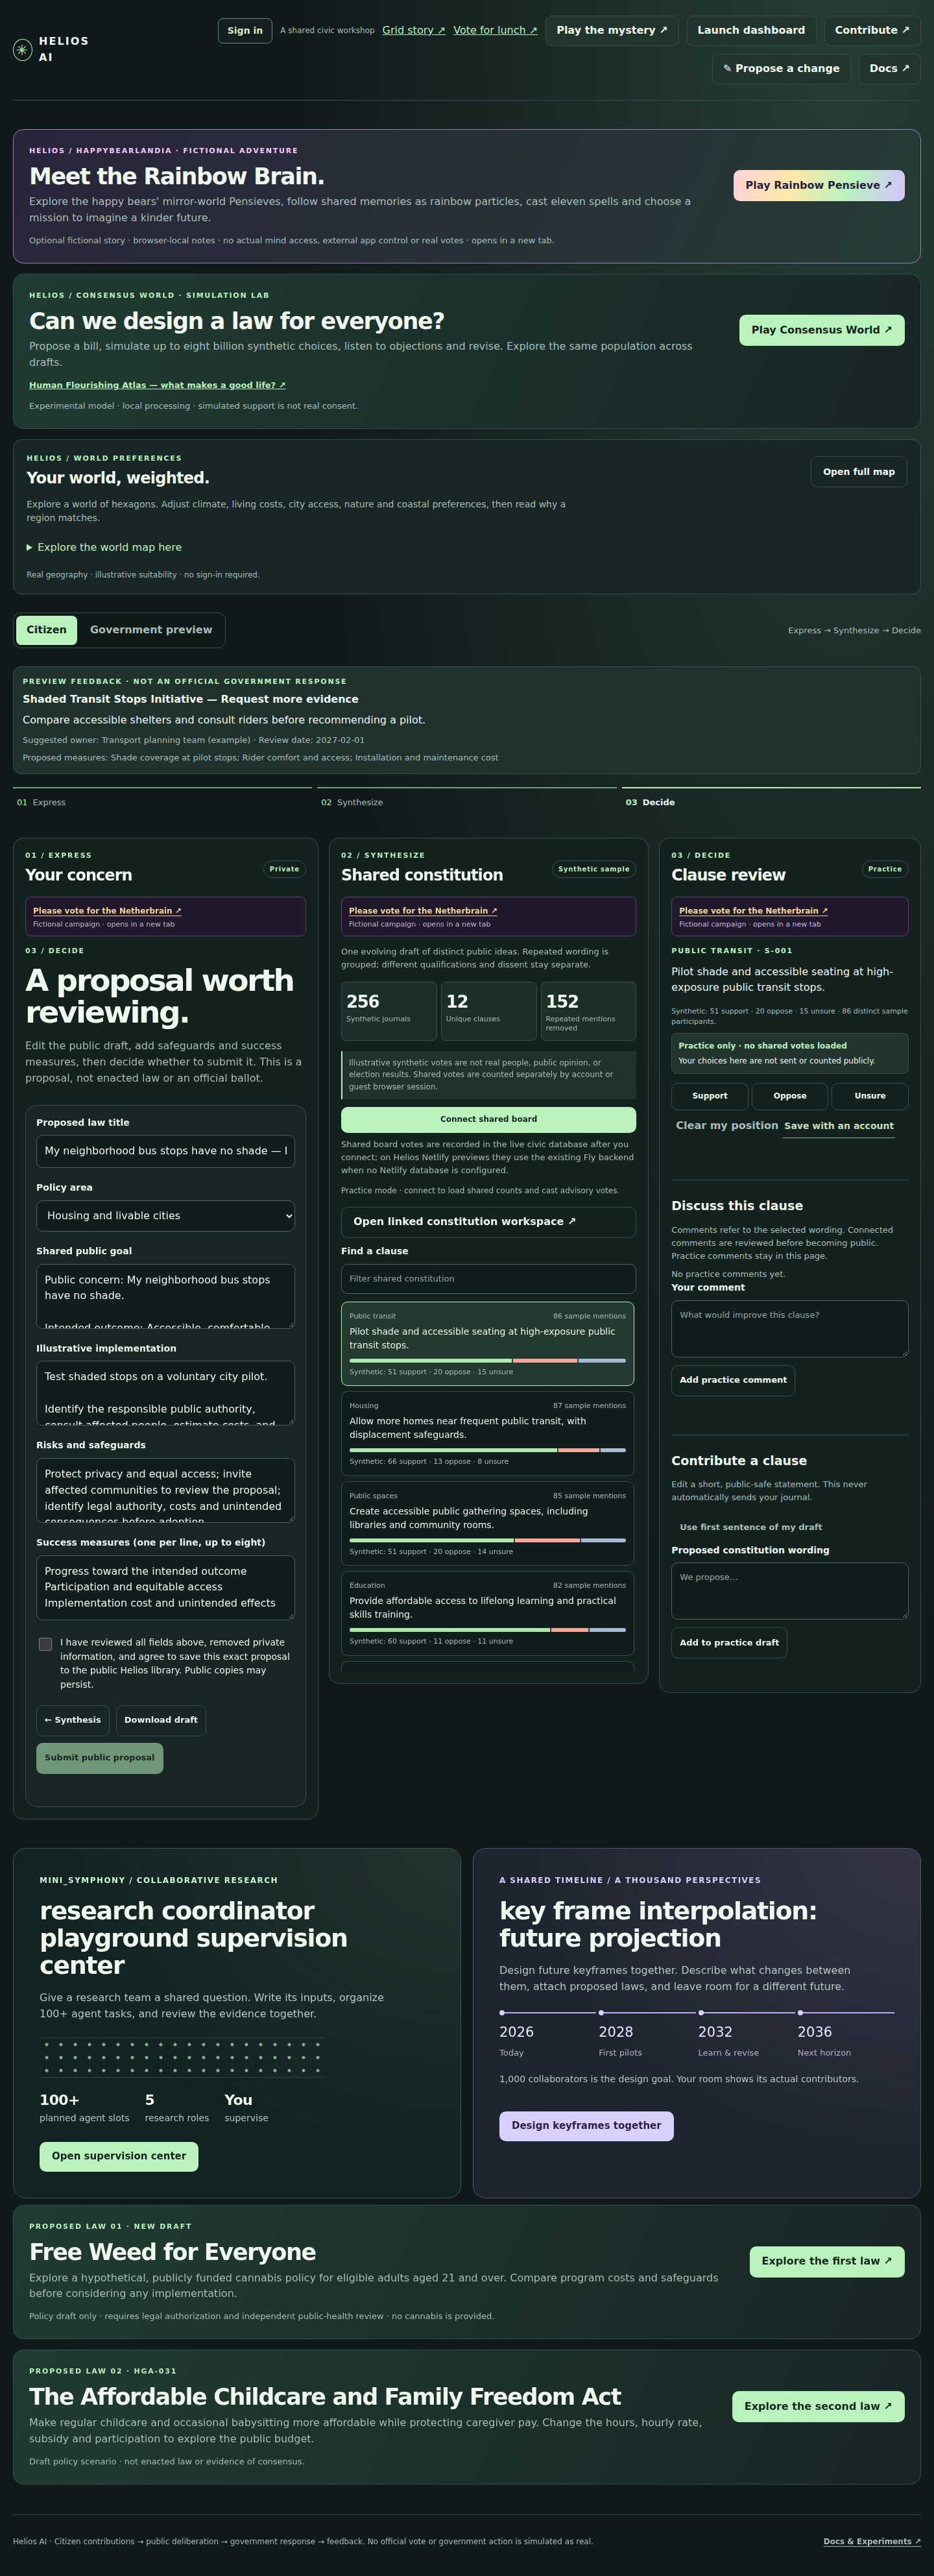 HELIOS
AI
Sign in
A shared civic workshop
Grid story ↗
Vote for lunch ↗
Play the mystery ↗
Launch dashboard
Contribute ↗
✎ Propose a change
Docs ↗
HELIOS / HAPPYBEARLANDIA · FICTIONAL ADVENTURE
Meet the Rainbow Brain.
Explore the happy bears' mirror-world Pensieves, follow shared memories as rainbow particles, cast eleven spells and choose a
mission to imagine a kinder future.
Optional fictional story · browser-local notes · no actual mind access, external app control or real votes · opens in a new tab.
Play Rainbow Pensieve ↗
HELIOS / CONSENSUS WORLD · SIMULATION LAB
Can we design a law for everyone?
Propose a bill, simulate up to eight billion synthetic choices, listen to objections and revise. Explore the same population across
drafts.
Human Flourishing Atlas — what makes a good life? ↗
Experimental model · local processing · simulated support is not real consent.
Play Consensus World ↗
HELIOS / WORLD PREFERENCES
Your world, weighted.
Explore a world of hexagons. Adjust climate, living costs, city access, nature and coastal preferences, then read why a
region matches.
▶ Explore the world map here
Real geography · illustrative suitability · no sign-in required.
Open full map
Citizen
Government preview
Express → Synthesize → Decide
PREVIEW FEEDBACK · NOT AN OFFICIAL GOVERNMENT RESPONSE
Shaded Transit Stops Initiative — Request more evidence
Compare accessible shelters and consult riders before recommending a pilot.
Suggested owner: Transport planning team (example) · Review date: 2027-02-01
Proposed measures: Shade coverage at pilot stops; Rider comfort and access; Installation and maintenance cost
01 Express
02 Synthesize
03 Decide
01 / EXPRESS
Your concern
Private
Please vote for the Netherbrain ↗
Fictional campaign · opens in a new tab
03 / DECIDE
A proposal worth
reviewing.
Edit the public draft, add safeguards and success
measures, then decide whether to submit it. This is a
proposal, not enacted law or an official ballot.
Proposed law title
My neighborhood bus stops have no shade — I
Policy area
Housing and livable cities
Shared public goal
Public concern: My neighborhood bus stops
have no shade.
Intended outcome: Accessible, comfortable
Illustrative implementation
Test shaded stops on a voluntary city pilot.
Identify the responsible public authority,
consult affected people, estimate costs, and
Risks and safeguards
Protect privacy and equal access; invite
affected communities to review the proposal;
identify legal authority, costs and unintended
consequences before adoption.
Success measures (one per line, up to eight)
Progress toward the intended outcome
Participation and equitable access
Implementation cost and unintended effects
I have reviewed all fields above, removed private
information, and agree to save this exact proposal
to the public Helios library. Public copies may
persist.
← Synthesis
Download draft
Submit public proposal
02 / SYNTHESIZE
Shared constitution
Synthetic sample
Please vote for the Netherbrain ↗
Fictional campaign · opens in a new tab
One evolving draft of distinct public ideas. Repeated wording is
grouped; different qualifications and dissent stay separate.
256
Synthetic journals
12
Unique clauses
152
Repeated mentions
removed
Illustrative synthetic votes are not real people, public opinion, or
election results. Shared votes are counted separately by account or
guest browser session.
Connect shared board
Shared board votes are recorded in the live civic database after you
connect; on Helios Netlify previews they use the existing Fly backend
when no Netlify database is configured.
Practice mode · connect to load shared counts and cast advisory votes.
Open linked constitution workspace ↗
Find a clause
Filter shared constitution
Public transit
86 sample mentions
Pilot shade and accessible seating at high-exposure public
transit stops.
Synthetic: 51 support · 20 oppose · 15 unsure
Housing
87 sample mentions
Allow more homes near frequent public transit, with
displacement safeguards.
Synthetic: 66 support · 13 oppose · 8 unsure
Public spaces
85 sample mentions
Create accessible public gathering spaces, including
libraries and community rooms.
Synthetic: 51 support · 20 oppose · 14 unsure
Education
82 sample mentions
Provide affordable access to lifelong learning and practical
skills training.
Synthetic: 60 support · 11 oppose · 11 unsure
03 / DECIDE
Clause review
Practice
Please vote for the Netherbrain ↗
Fictional campaign · opens in a new tab
PUBLIC TRANSIT · S-001
Pilot shade and accessible seating at high-
exposure public transit stops.
Synthetic: 51 support · 20 oppose · 15 unsure · 86 distinct sample
participants.
Practice only · no shared votes loaded
Your choices here are not sent or counted publicly.
Support
Oppose
Unsure
Clear my position
Save with an account
Discuss this clause
Comments refer to the selected wording. Connected
comments are reviewed before becoming public.
Practice comments stay in this page.
No practice comments yet.
Your comment
What would improve this clause?
Add practice comment
Contribute a clause
Edit a short, public-safe statement. This never
automatically sends your journal.
Use first sentence of my draft
Proposed constitution wording
We propose…
Add to practice draft
MINI_SYMPHONY / COLLABORATIVE RESEARCH
research coordinator
playground supervision
center
Give a research team a shared question. Write its inputs, organize
100+ agent tasks, and review the evidence together.
100+
planned agent slots
5
research roles
You
supervise
Open supervision center
A SHARED TIMELINE / A THOUSAND PERSPECTIVES
key frame interpolation:
future projection
Design future keyframes together. Describe what changes between
them, attach proposed laws, and leave room for a different future.
2026
Today
2028
First pilots
2032
Learn & revise
2036
Next horizon
1,000 collaborators is the design goal. Your room shows its actual contributors.
Design keyframes together
PROPOSED LAW 01 · NEW DRAFT
Free Weed for Everyone
Explore a hypothetical, publicly funded cannabis policy for eligible adults aged 21 and over. Compare program costs and safeguards
before considering any implementation.
Policy draft only · requires legal authorization and independent public-health review · no cannabis is provided.
Explore the first law ↗
PROPOSED LAW 02 · HGA-031
The Affordable Childcare and Family Freedom Act
Make regular childcare and occasional babysitting more affordable while protecting caregiver pay. Change the hours, hourly rate,
subsidy and participation to explore the public budget.
Draft policy scenario · not enacted law or evidence of consensus.
Explore the second law ↗
Helios AI · Citizen contributions → public deliberation → government response → feedback. No official vote or government action is simulated as real.
Docs & Experiments ↗